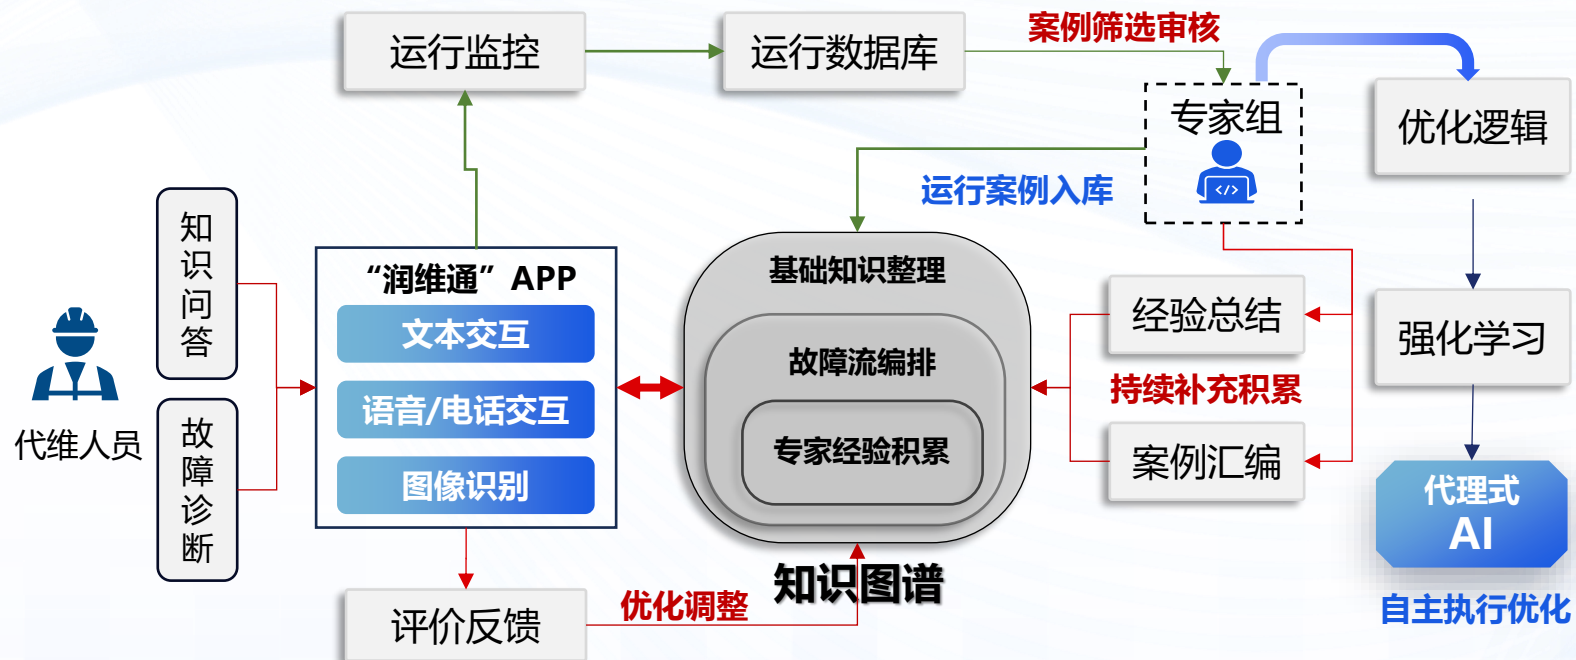 运行监控
运行数据库
案例筛选审核
专家组
优化逻辑
运行案例入库
知识问答
“润维通”APP
基础知识整理
文本交互
经验总结
强化学习
故障流编排
语音/电话交互
持续补充积累
代维人员
故障诊断
专家经验积累
案例汇编
图像识别
代理式
AI
知识图谱
优化调整
自主执行优化
评价反馈